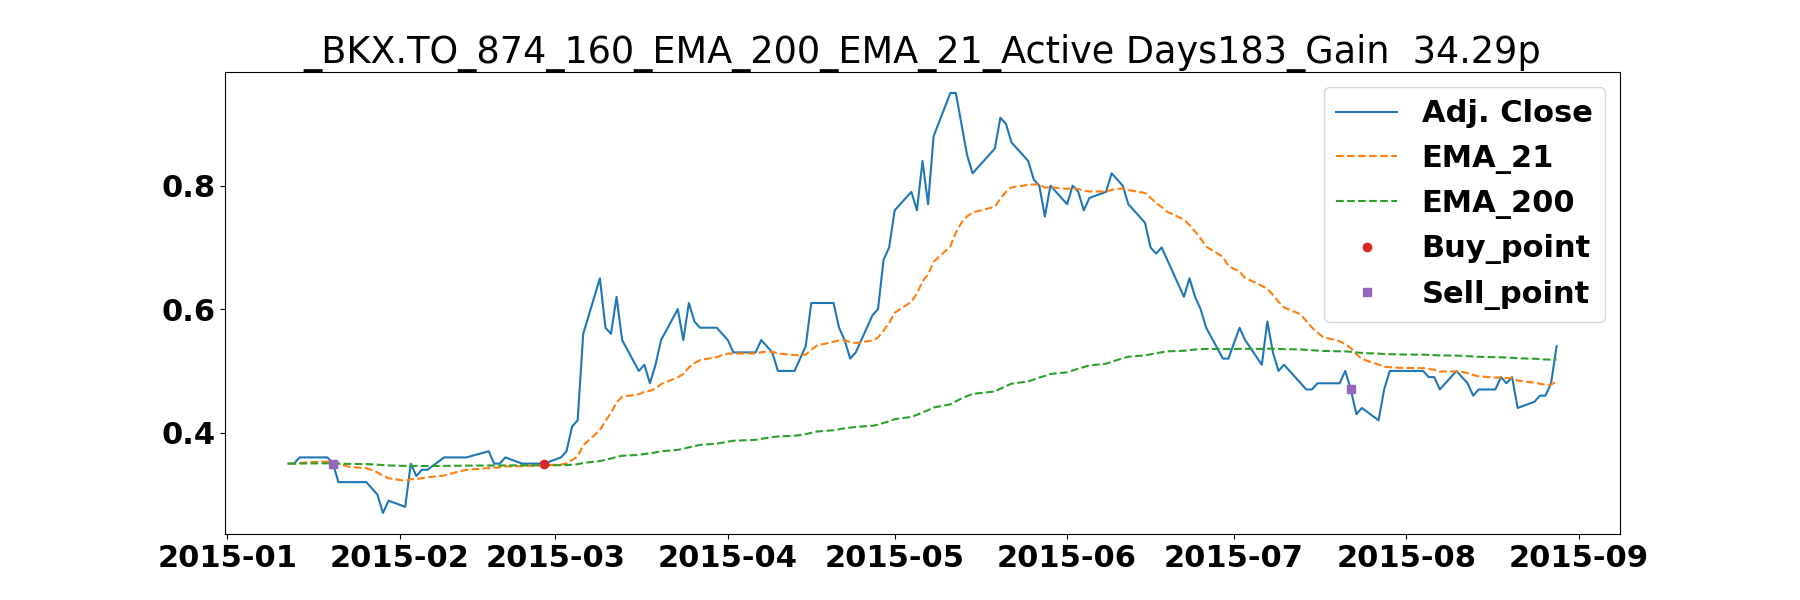 _BKX.TO_874_160_EMA_200_EMA_21_Active Days183_Gain  34.29p
Adj. Close
EMA_21
EMA_200
Buy_point
Sell_point
0.8
0.6
0.4
2015-01 2015-02 2015-03 2015-04 2015-05 2015-06 2015-07 2015-08 2015-09